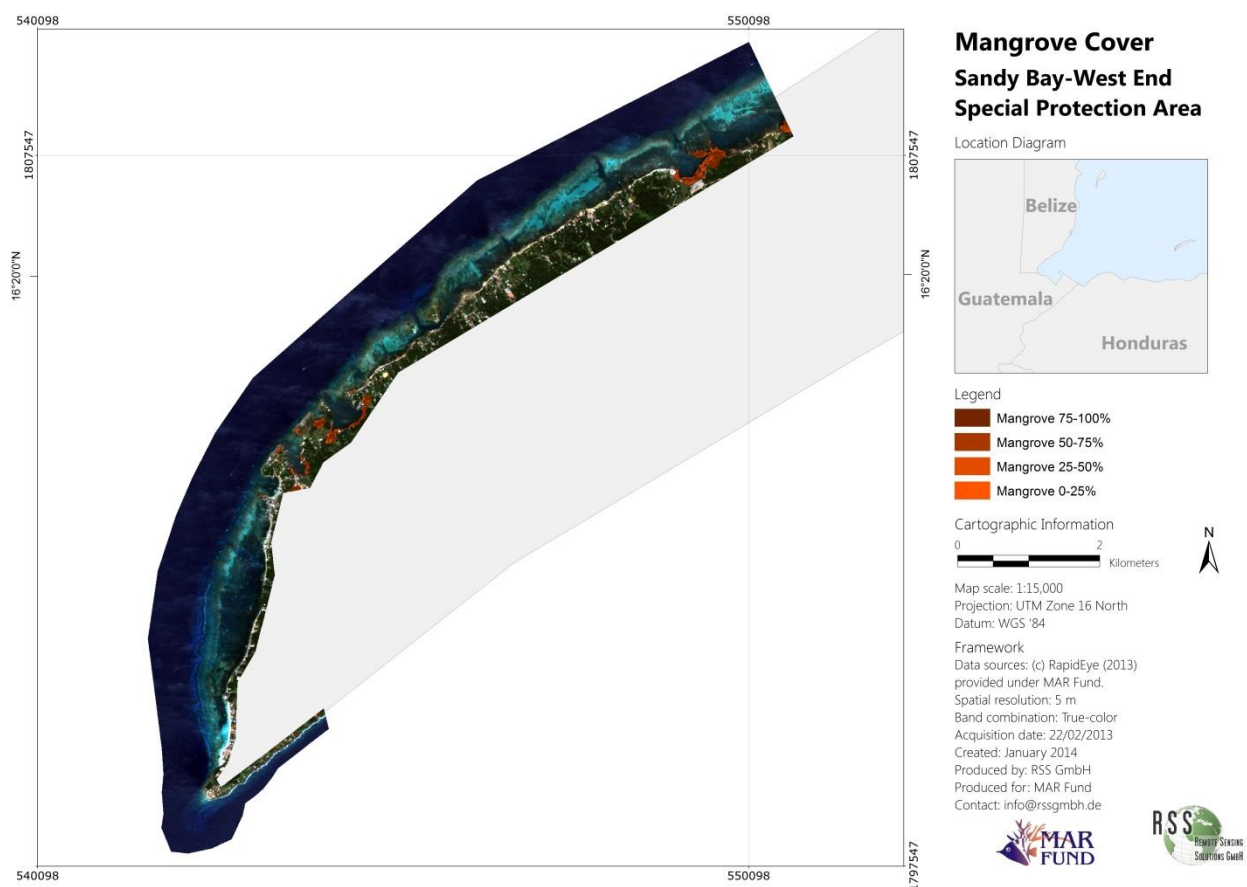 540098
550098
1807547
1807547
16°20'0"N
16°20'0"N
540098
550098
1797547
Mangrove Cover
Sandy Bay-West End
Special Protection Area
Location Diagram
Belize
Guatemala
Honduras
Legend
Mangrove 75-100%
Mangrove 50-75%
Mangrove 25-50%
Mangrove 0-25%
Cartographic Information
0 2
Kilometers
N
Map scale: 1:15,000
Projection: UTM Zone 16 North
Datum: WGS '84
Framework
Data sources: (c) RapidEye (2013)
provided under MAR Fund.
Spatial resolution: 5 m
Band combination: True-color
Acquisition date: 22/02/2013
Created: January 2014
Produced by: RSS GmbH
Produced for: MAR Fund
Contact: info@rssgmbh.de
MAR
FUND
RSS
Remote Sensing
Solutions GmbH